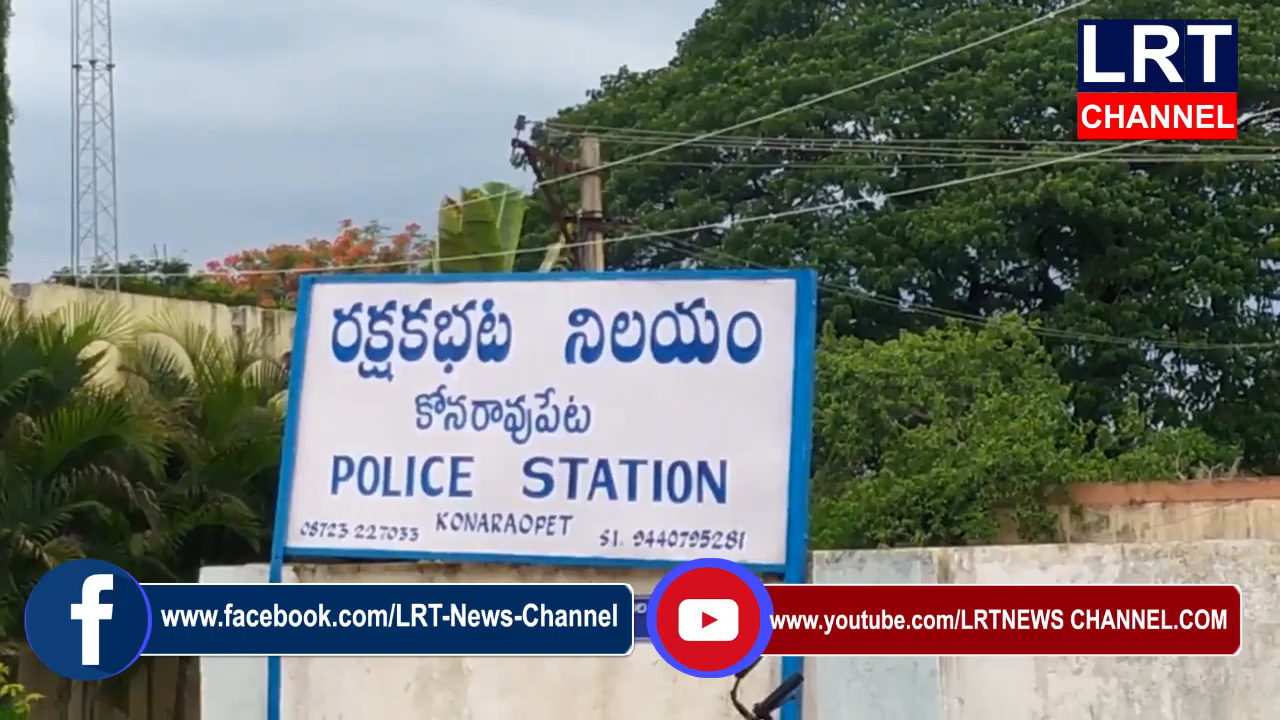 LRT
CHANNEL
రక్షకభట నిలయం
కోనరావుపేట
POLICE STATION
08723-227033 KONARAOPET SI. 9440795281
www.facebook.com/LRT-News-Channel
www.youtube.com/LRTNEWS CHANNEL.COM